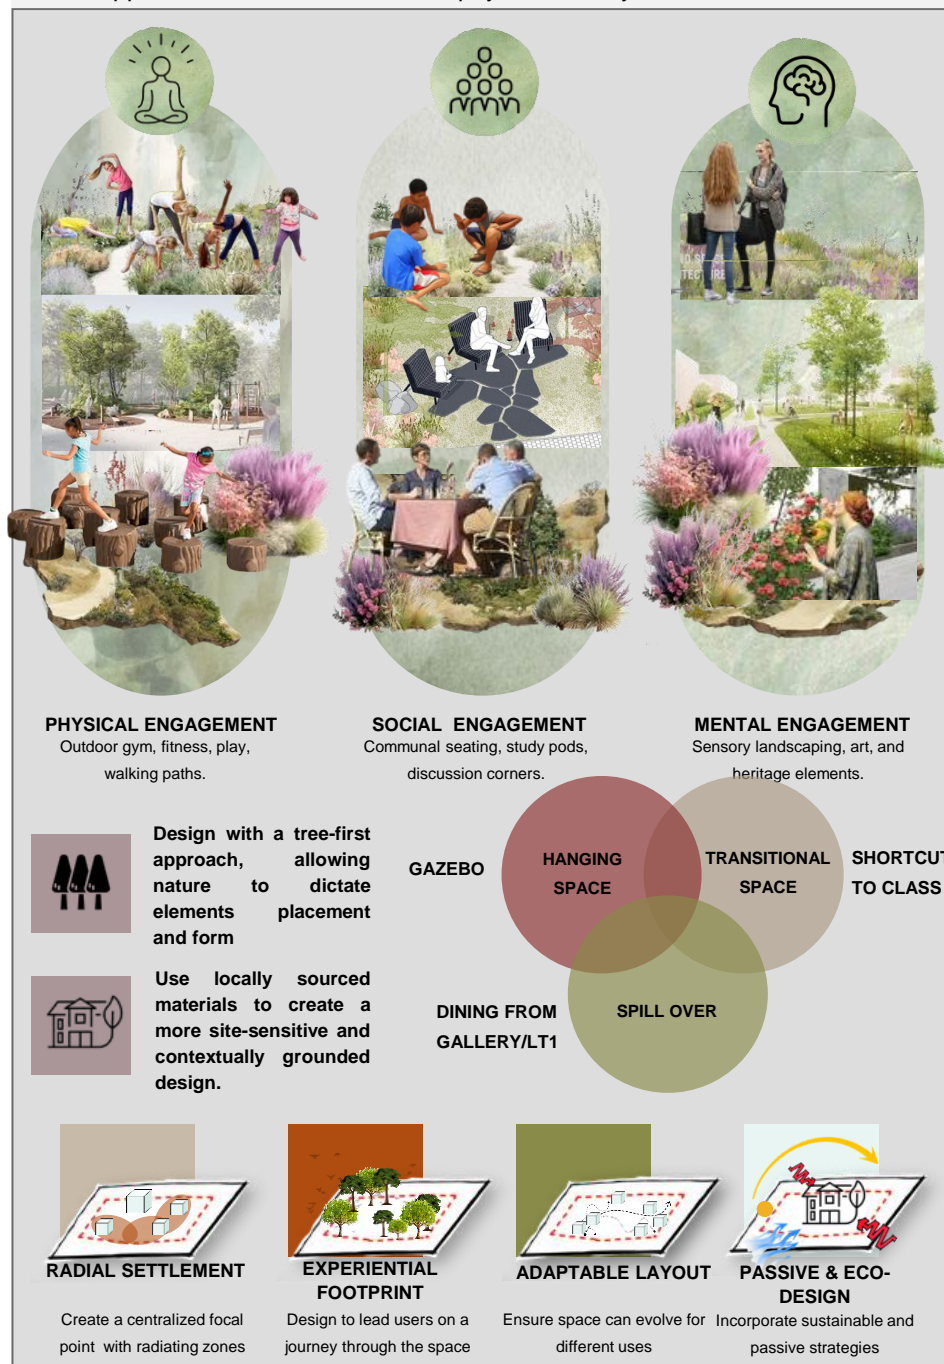 PHYSICAL ENGAGEMENT
Outdoor gym, fitness, play,
walking paths.
SOCIAL ENGAGEMENT
Communal seating, study pods,
discussion corners.
MENTAL ENGAGEMENT
Sensory landscaping, art, and
heritage elements.
Design with a tree-first
approach, allowing
nature to dictate
elements placement
and form
Use locally sourced
materials to create a
more site-sensitive and
contextually grounded
design.
GAZEBO
HANGING
SPACE
TRANSITIONAL
SPACE
SHORTCUT
TO CLASS
DINING FROM
GALLERY/LT1
SPILL OVER
RADIAL SETTLEMENT
Create a centralized focal
point with radiating zones
EXPERIENTIAL
FOOTPRINT
Design to lead users on a
journey through the space
ADAPTABLE LAYOUT
Ensure space can evolve for
different uses
PASSIVE & ECO-
DESIGN
Incorporate sustainable and
passive strategies